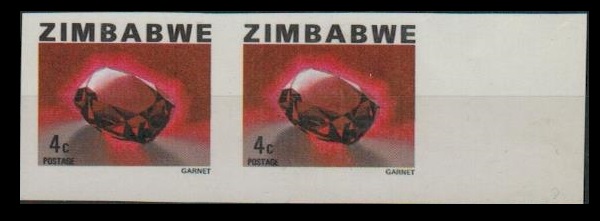 ZIMBABWE ZIMBABWE
4c 4c
POSTAGE POSTAGE
GARNET GARNET